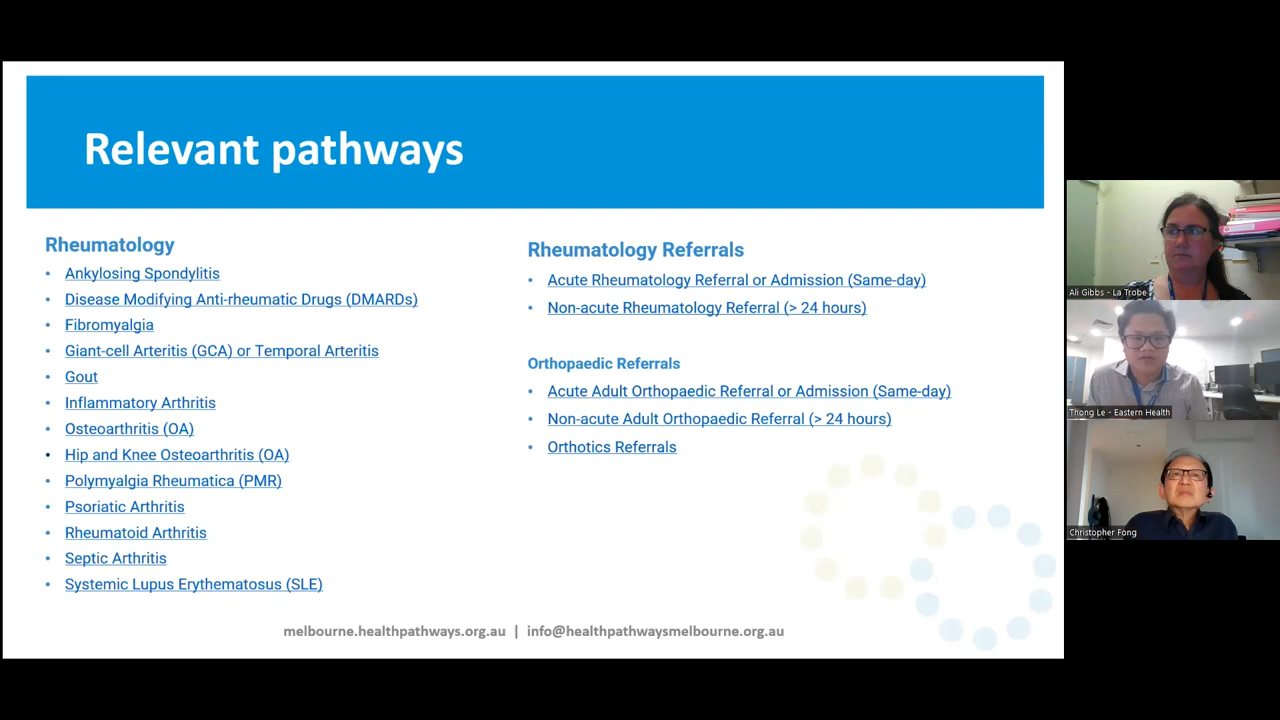 Relevant pathways
Rheumatology
• Ankylosing Spondylitis
• Disease Modifying Anti-rheumatic Drugs (DMARDs)
• Fibromyalgia
• Giant-cell Arteritis (GCA) or Temporal Arteritis
• Gout
• Inflammatory Arthritis
• Osteoarthritis (OA)
• Hip and Knee Osteoarthritis (OA)
• Polymyalgia Rheumatica (PMR)
• Psoriatic Arthritis
• Rheumatoid Arthritis
• Septic Arthritis
• Systemic Lupus Erythematosus (SLE)
Rheumatology Referrals
• Acute Rheumatology Referral or Admission (Same-day)
• Non-acute Rheumatology Referral (> 24 hours)
Orthopaedic Referrals
• Acute Adult Orthopaedic Referral or Admission (Same-day)
• Non-acute Adult Orthopaedic Referral (> 24 hours)
• Orthotics Referrals
melbourne.healthpathways.org.au | info@healthpathwaysmelbourne.org.au
Ali Gibbs - La Trobe
Thong Le - Eastern Health
Christopher Fong